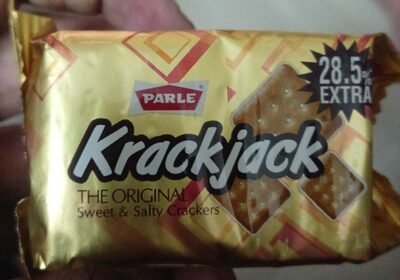 PARLE
28.5%
EXTRA
Krackjack
THE ORIGINAL
Sweet & Salty Crackers